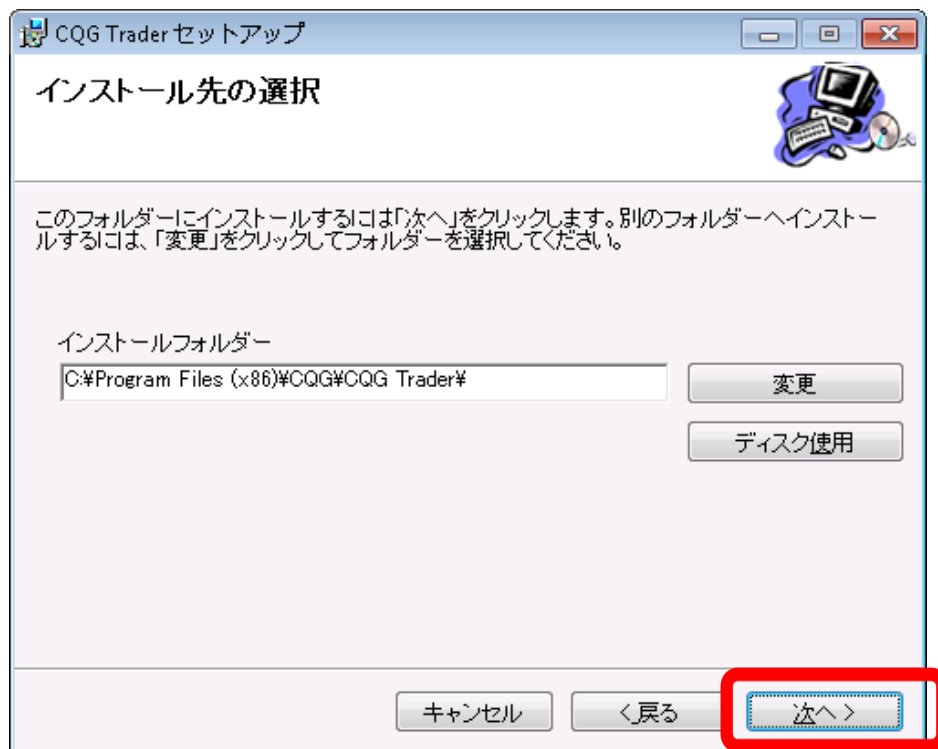 CQG Trader セットアップ
インストール先の選択
このフォルダーにインストールするには「次へ」をクリックします。別のフォルダーへインストー
ルするには、「変更」をクリックしてフォルダーを選択してください。
インストールフォルダー
C:¥Program Files (x86)¥CQG¥CQG Trader¥
変更
ディスク使用
キャンセル
< 戻る
次へ >